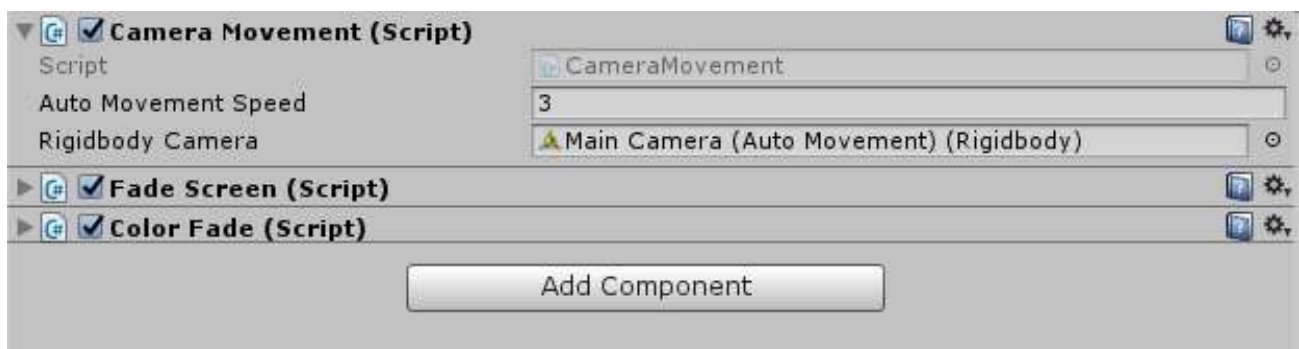 Camera Movement (Script)
Script CameraMovement
Auto Movement Speed 3
Rigidbody Camera Main Camera (Auto Movement) (Rigidbody)
Fade Screen (Script)
Color Fade (Script)
Add Component